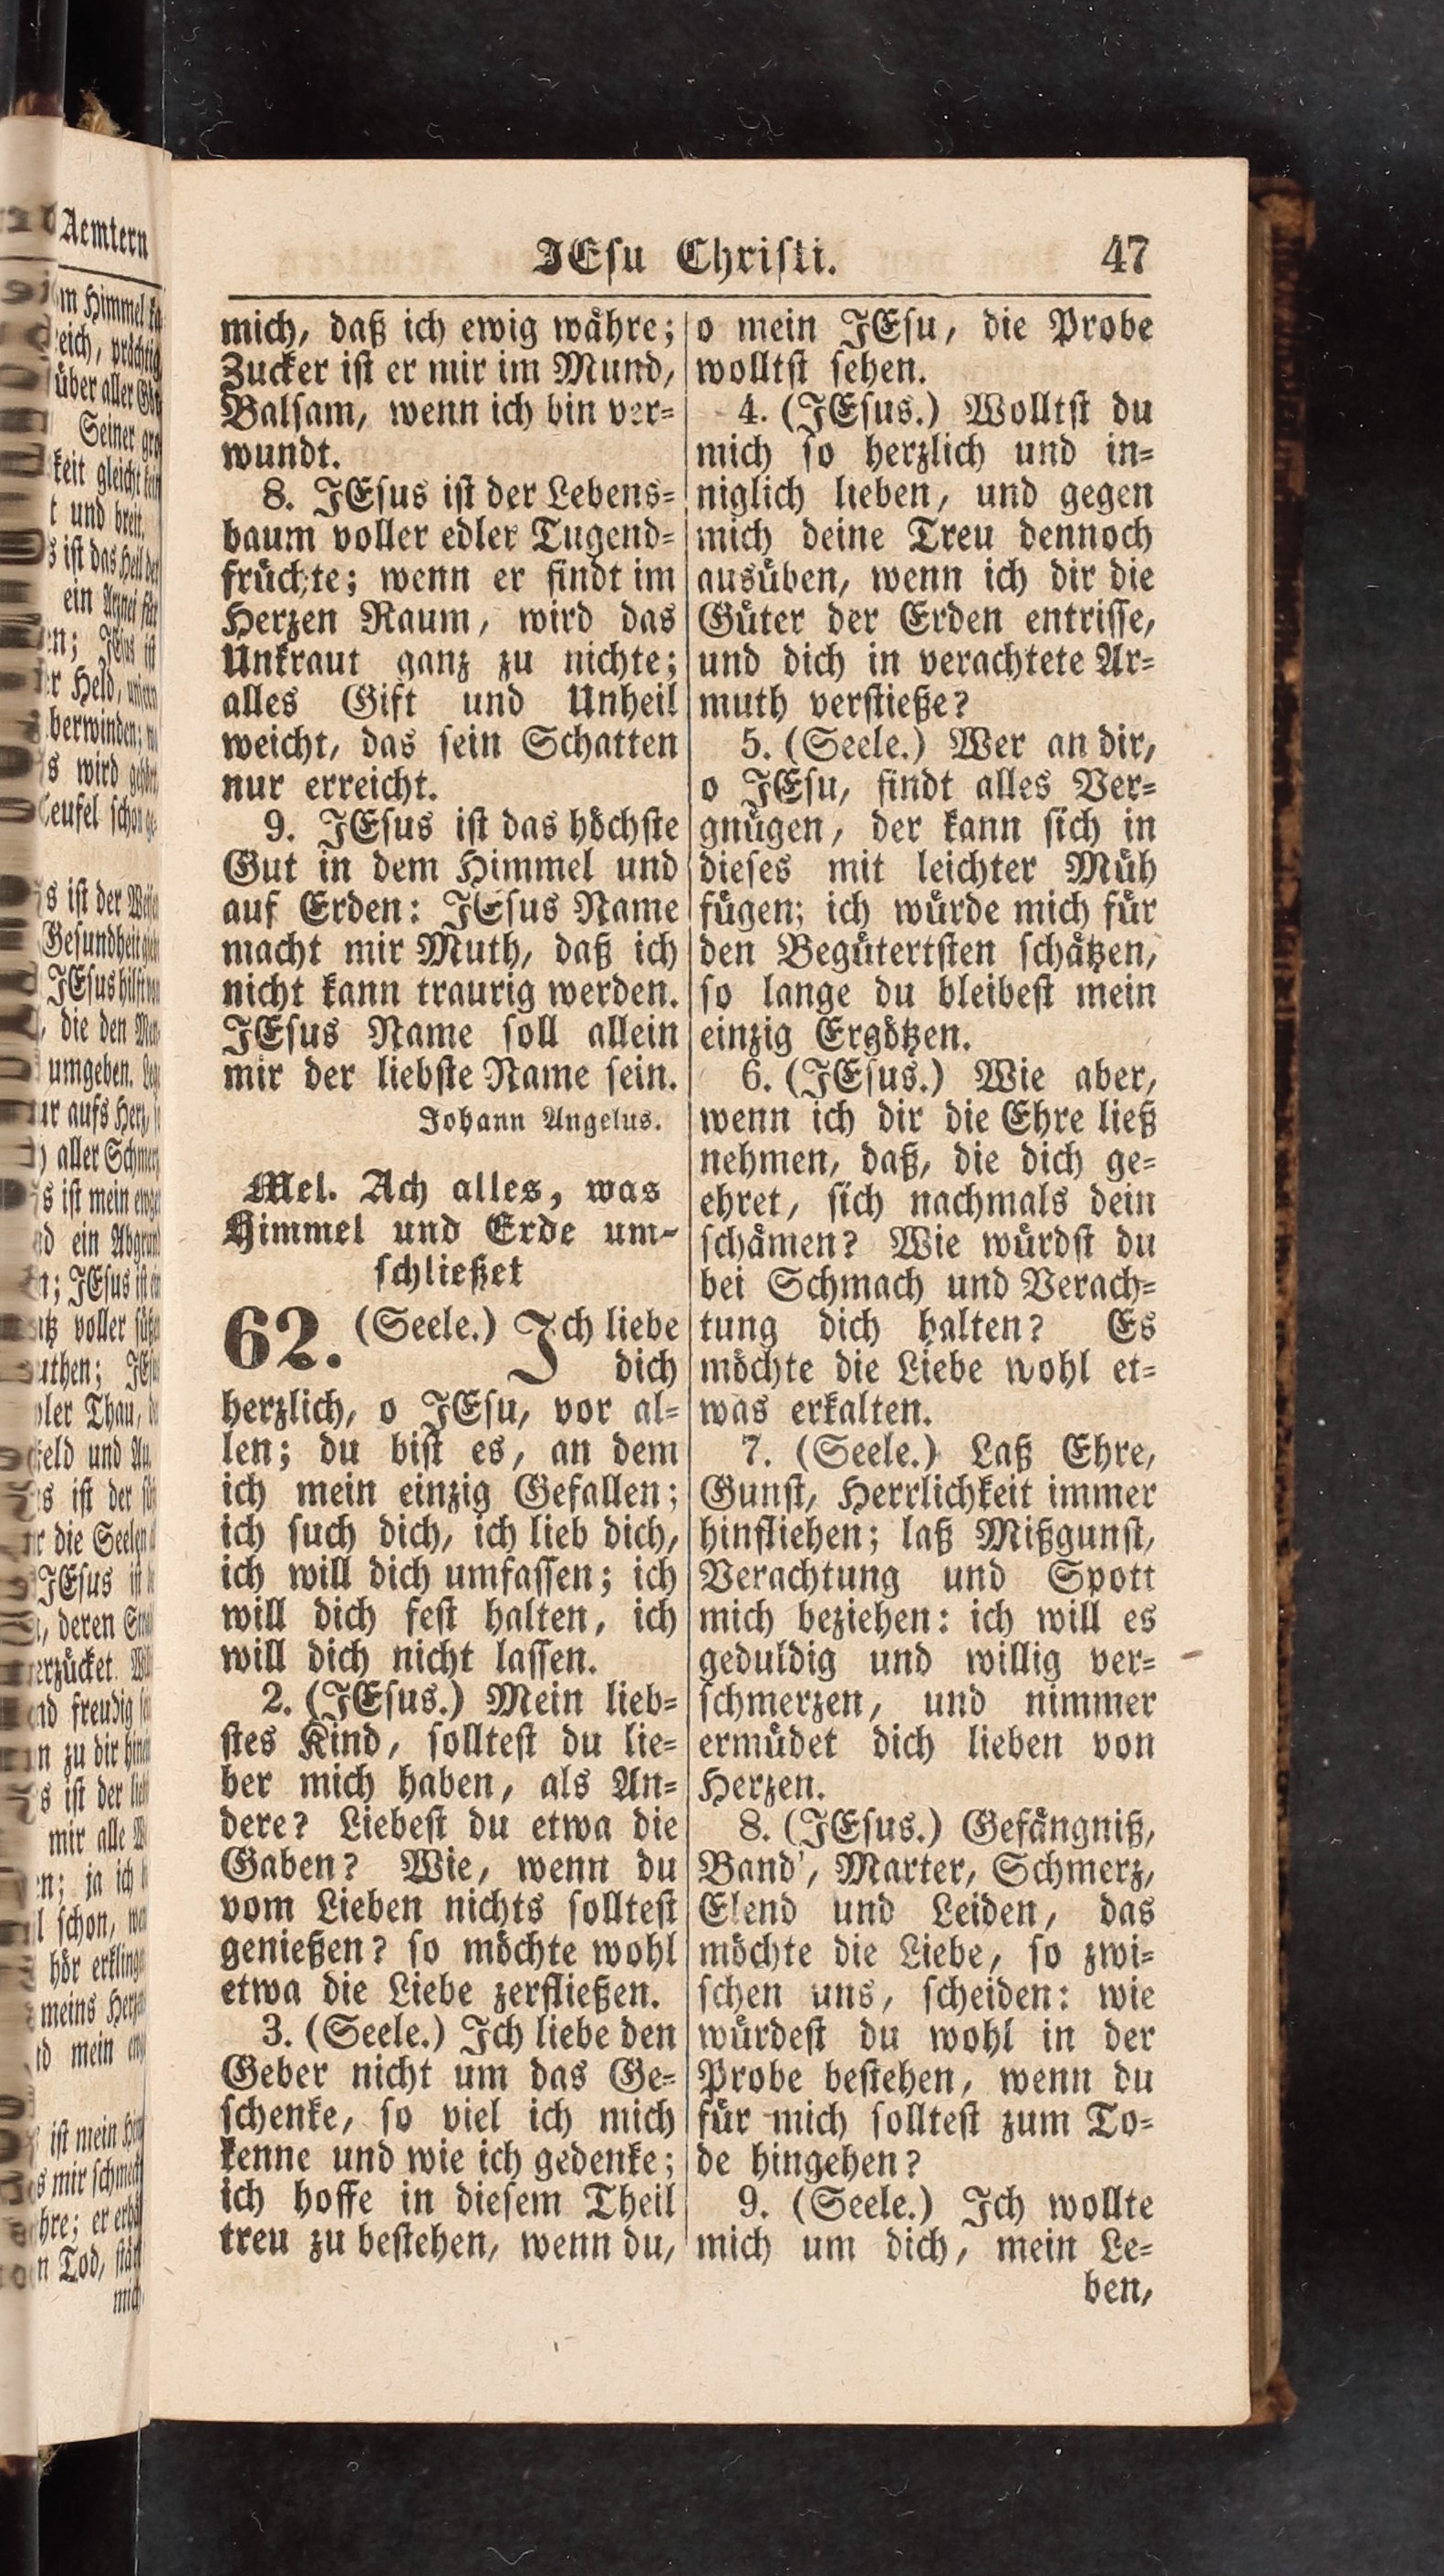 JEsu Christi. 47
mich, daß ich ewig währe;
Zucker ist er mir im Mund,
Balsam, wenn ich bin ver-
wundt.
8. JEsus ist der Lebens-
baum voller edler Tugend-
früchte; wenn er findt im
Herzen Raum, wird das
Unkraut ganz zu nichte;
alles Gift und Unheil
weicht, das sein Schatten
nur erreicht.
9. JEsus ist das höchste
Gut in dem Himmel und
auf Erden: JEsus Name
macht mir Muth, daß ich
nicht kann traurig werden.
JEsus Name soll allein
mir der liebste Name sein.
Johann Angelus.
Mel. Ach alles, was
Himmel und Erde um-
schließet
62. (Seele.) Ich liebe
dich
herzlich, o JEsu, vor al-
len; du bist es, an dem
ich mein einzig Gefallen;
ich such dich, ich lieb dich,
ich will dich umfassen; ich
will dich fest halten, ich
will dich nicht lassen.
2. (JEsus.) Mein lieb-
stes Kind, solltest du lie-
ber mich haben, als An-
dere? Liebest du etwa die
Gaben? Wie, wenn du
vom Lieben nichts solltest
genießen? so möchte wohl
etwa die Liebe zerfließen.
3. (Seele.) Ich liebe den
Geber nicht um das Ge-
schenke, so viel ich mich
kenne und wie ich gedenke;
ich hoffe in diesem Theil
treu zu bestehen, wenn du,
o mein JEsu, die Probe
wolltst sehen.
4. (JEsus.) Wolltst du
mich so herzlich und in-
niglich lieben, und gegen
mich deine Treu dennoch
ausüben, wenn ich dir die
Güter der Erden entrisse,
und dich in verachtete Ar-
muth verstieße?
5. (Seele.) Wer an dir,
o JEsu, findt alles Ver-
gnügen, der kann sich in
dieses mit leichter Müh
fügen; ich würde mich für
den Begütertsten schätzen,
so lange du bleibest mein
einzig Ergötzen.
6. (JEsus.) Wie aber,
wenn ich dir die Ehre ließ
nehmen, daß, die dich ge-
ehret, sich nachmals dein
schämen? Wie würdst du
bei Schmach und Verach-
tung dich halten? Es
möchte die Liebe wohl et-
was erkalten.
7. (Seele.) Laß Ehre,
Gunst, Herrlichkeit immer
hinfliehen; laß Mißgunst,
Verachtung und Spott
mich beziehen: ich will es
geduldig und willig ver-
schmerzen, und nimmer
ermüdet dich lieben von
Herzen.
8. (JEsus.) Gefängniß,
Band', Marter, Schmerz,
Elend und Leiden, das
möchte die Liebe, so zwi-
schen uns, scheiden: wie
würdest du wohl in der
Probe bestehen, wenn du
für mich solltest zum To-
de hingehen?
9. (Seele.) Ich wollte
mich um dich, mein Le-
ben,